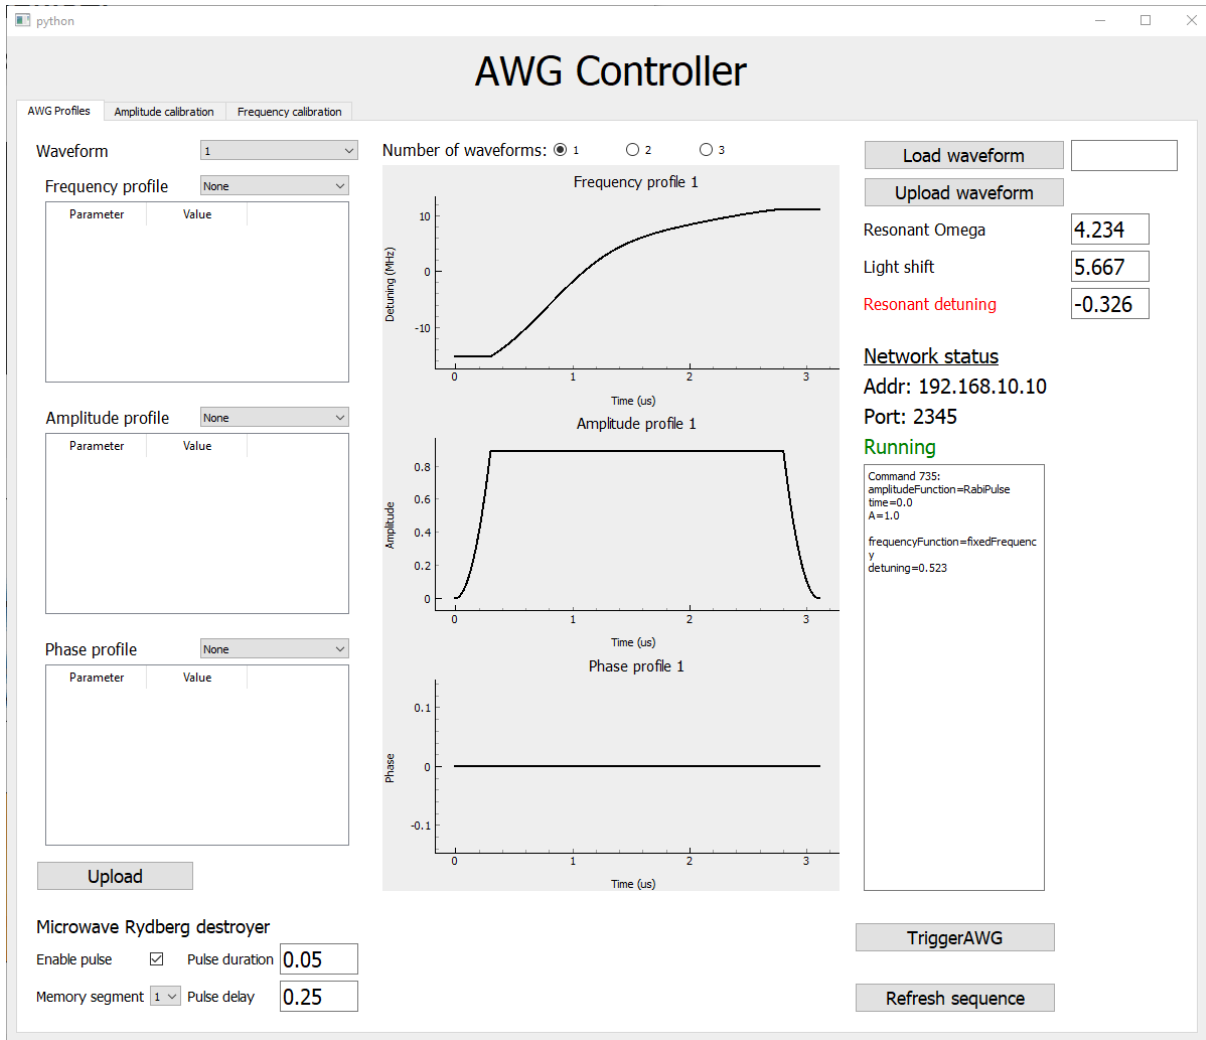 python
AWG Controller
AWG Profiles Amplitude calibration Frequency calibration
Waveform 1
Frequency profile None
Parameter Value
Amplitude profile None
Parameter Value
Phase profile None
Parameter Value
Upload
Microwave Rydberg destroyer
Enable pulse Pulse duration 0.05
Memory segment 1 Pulse delay 0.25
Number of waveforms: 1 2 3
Frequency profile 1
Detuning (MHz)
10
0
-10
0 1 2 3
Time (us)
Amplitude profile 1
Amplitude
0.8
0.6
0.4
0.2
0
0 1 2 3
Time (us)
Phase profile 1
Phase
0.1
0
-0.1
0 1 2 3
Time (us)
Load waveform
Upload waveform
Resonant Omega 4.234
Light shift 5.667
Resonant detuning -0.326
Network status
Addr: 192.168.10.10
Port: 2345
Running
Command 735:
amplitudeFunction=RabiPulse
time=0.0
A=1.0
frequencyFunction=fixedFrequenc
y
detuning=0.523
TriggerAWG
Refresh sequence